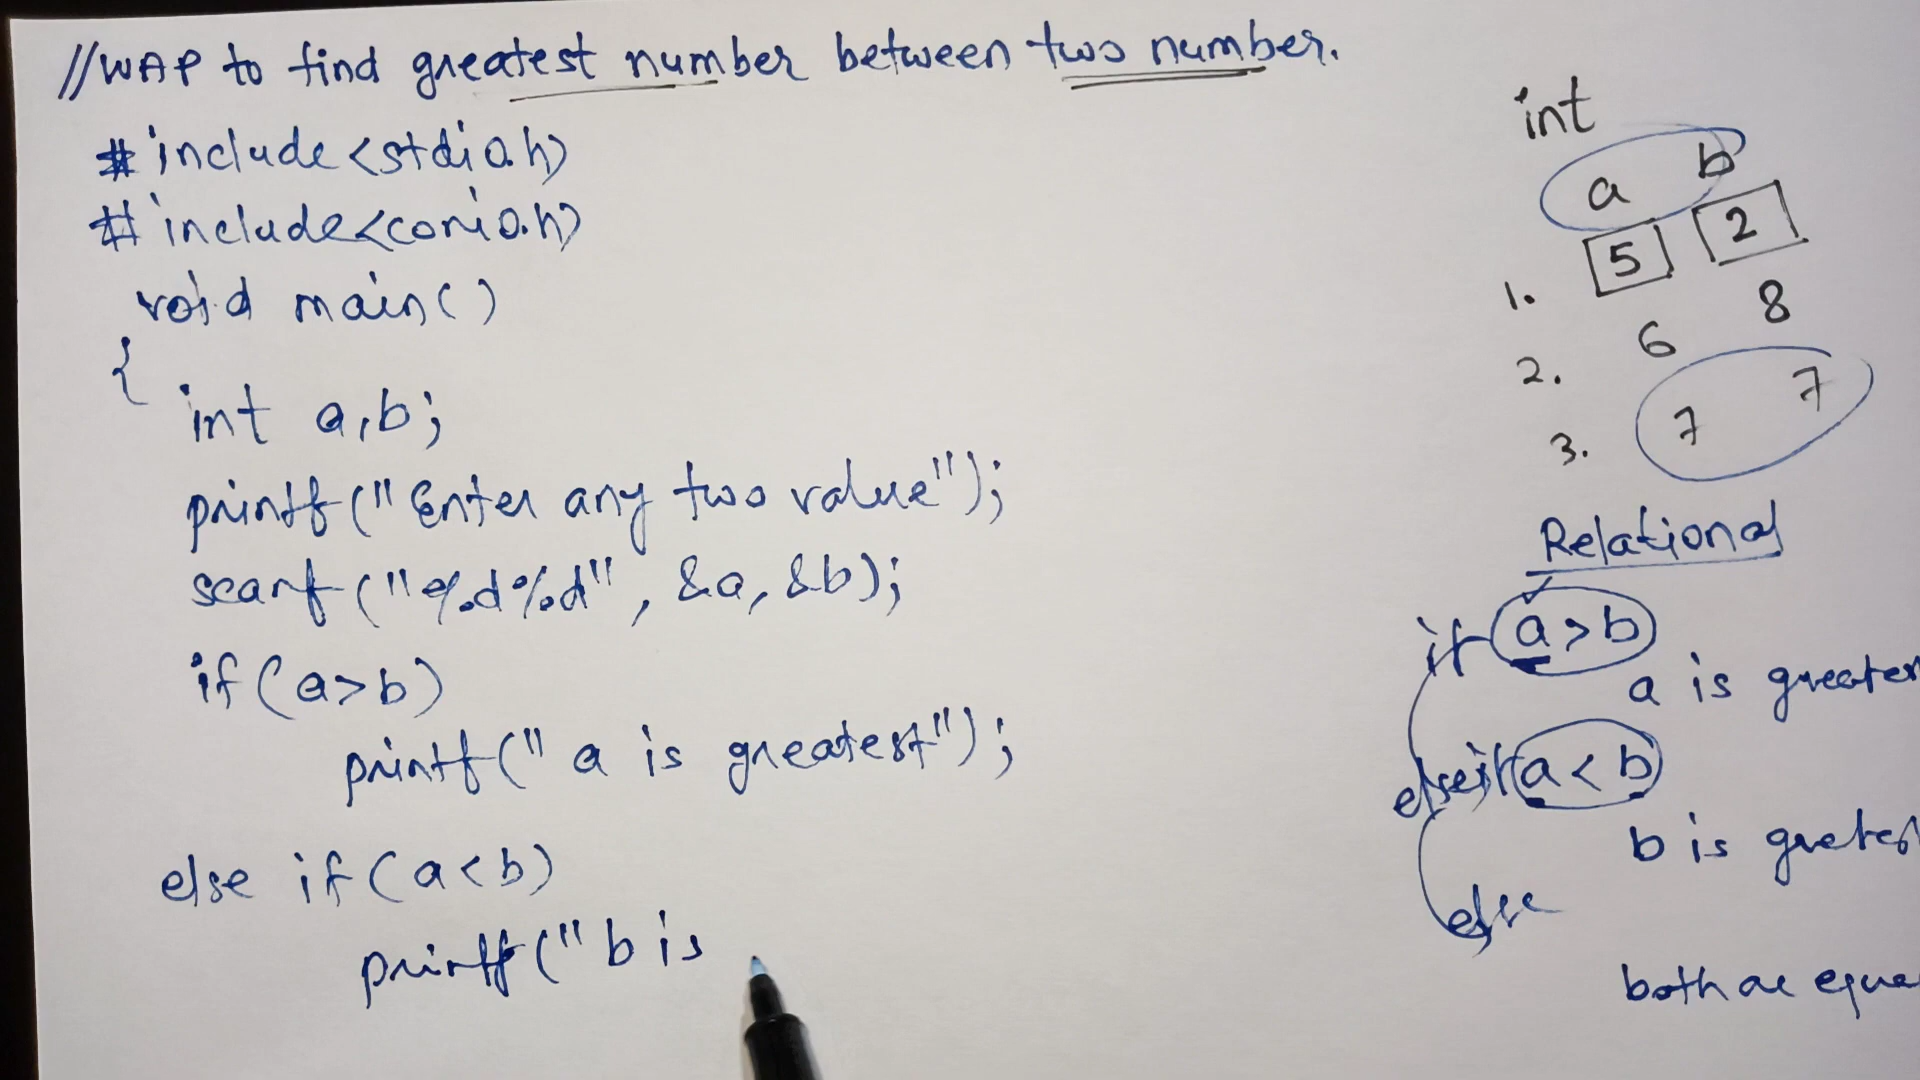 //WAP to find greatest number between two number.
#include<stdio.h>
#include<conio.h>
void main()
{
int a,b;
printf("Enter any two value");
scanf("%d%d", &a, &b);
if(a>b)
printf("a is greatest");
else if(a<b)
printf("b is
int
a b
1. 5 2
2. 6 8
3. 7 7
Relational
if a>b
a is greater
else if a<b
b is
else
both